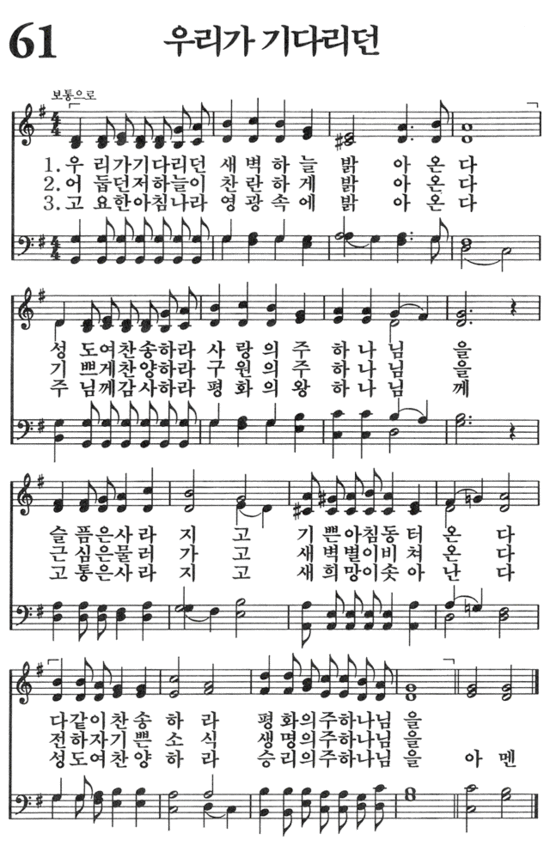 61 우리가 기다리던
보통으로
1. 우 리가기다리던 새 벽 하 늘 밝 아 온 다
2. 어 둡던저하늘이 찬 란 하 게 밝 아 온 다
3. 고 요한아침나라 영 광 속 에 밝 아 온 다
성 도여찬송하라 사 랑 의 주 하 나 님 을
기 쁘게찬양하라 구 원 의 주 하 나 님 을
주 님께감사하라 평 화 의 왕 하 나 님 께
슬 픔은사라 지 고 기 쁜아침동 터 온 다
근 심은물러 가 고 새 벽별이비 쳐 온 다
고 통은사라 지 고 새 희망이솟 아 난 다
다같이찬 송 하 라 평화의주하나님 을
전하자기 쁜 소 식 생명의주하나님 을
성도여찬 양 하 라 승리의주하나님 을 아 멘